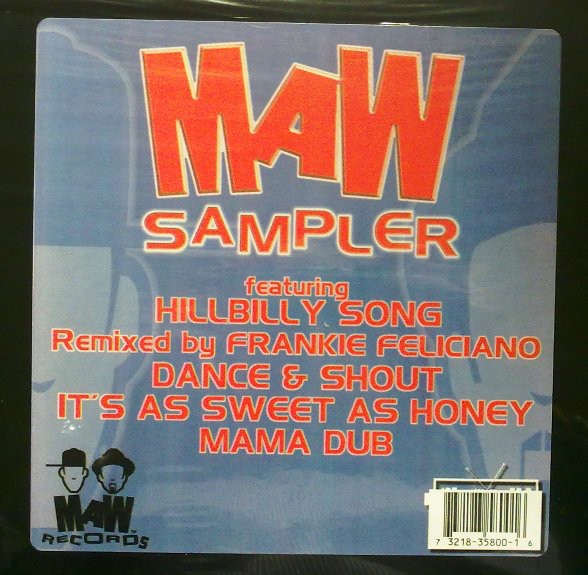 MAW
SAMPLER
featuring
HILLBILLY SONG
Remixed by FRANKIE FELICIANO
DANCE & SHOUT
IT'S AS SWEET AS HONEY
MAMA DUB
MAW
RECORDS
7 73218-35800-1 6